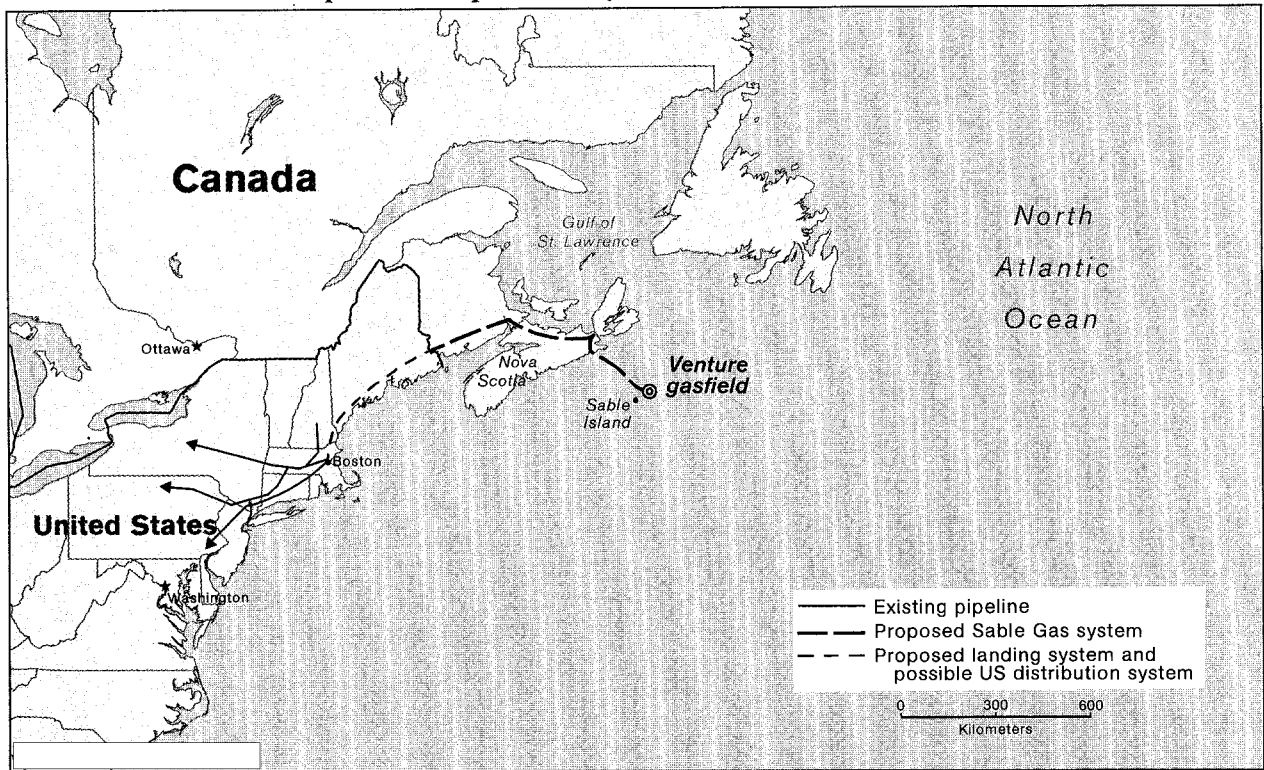 Canada
Gulf of
St. Lawrence
North
Atlantic
Ocean
Ottawa
Nova
Scotia
Venture
gasfield
Sable
Island
Boston
United States
Washington
Existing pipeline
Proposed Sable Gas system
Proposed landing system and
possible US distribution system
0 300 600
Kilometers